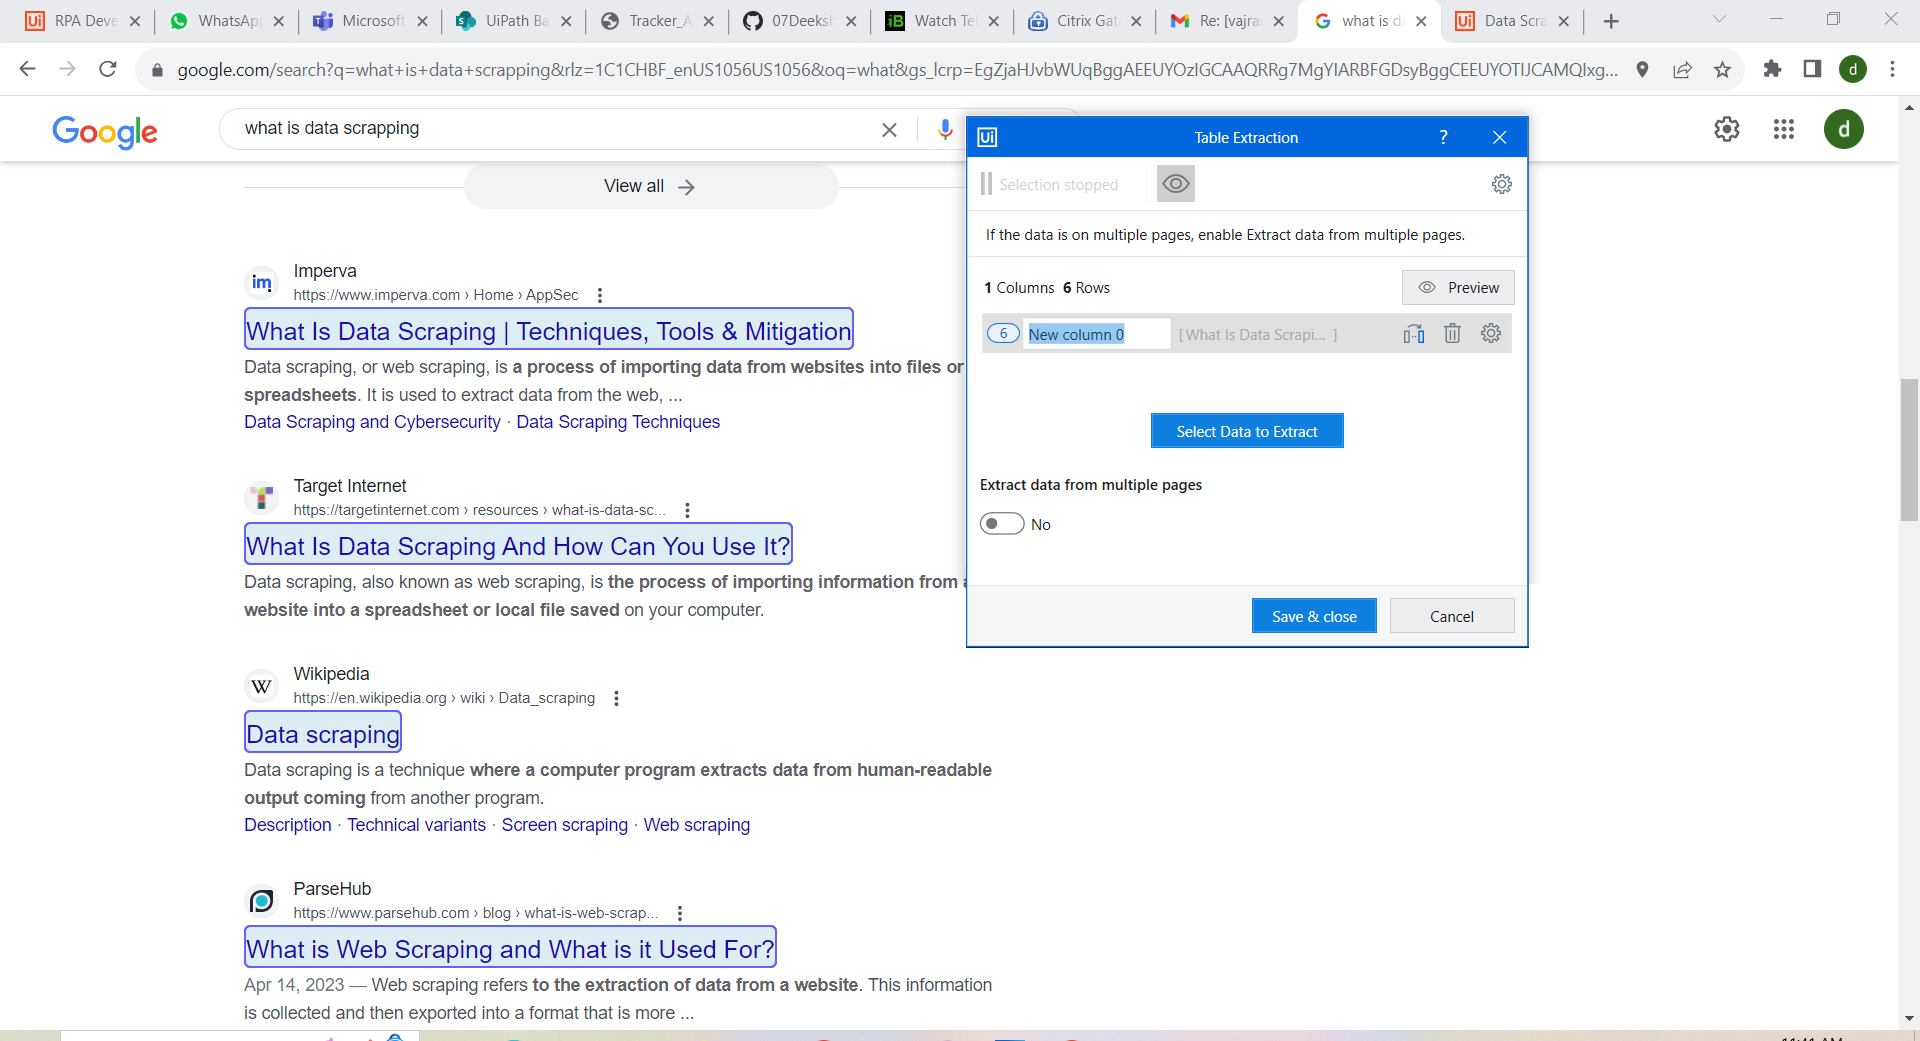 RPA Deve
WhatsApp
Microsoft
UiPath Ba
Tracker_A
07Deeksh
Watch Te
Citrix Gat
Re: [vajra
what is d
Data Scra
google.com/search?q=what+is+data+scrapping&rlz=1C1CHBF_enUS1056US1056&oq=what&gs_lcrp=EgZjaHJvbWUqBggAEEUYOzIGCAAQRRg7MgYIARBFGDsyBggCEEUYOTIJCAMQIxg...
d
Google
what is data scrapping
d
View all
im
Imperva
https://www.imperva.com › Home › AppSec
What Is Data Scraping | Techniques, Tools & Mitigation
Data scraping, or web scraping, is a process of importing data from websites into files or
spreadsheets. It is used to extract data from the web, ...
Data Scraping and Cybersecurity · Data Scraping Techniques
Target Internet
https://targetinternet.com › resources › what-is-data-sc...
What Is Data Scraping And How Can You Use It?
Data scraping, also known as web scraping, is the process of importing information from a
website into a spreadsheet or local file saved on your computer.
W
Wikipedia
https://en.wikipedia.org › wiki › Data_scraping
Data scraping
Data scraping is a technique where a computer program extracts data from human-readable
output coming from another program.
Description · Technical variants · Screen scraping · Web scraping
ParseHub
https://www.parsehub.com › blog › what-is-web-scrap...
What is Web Scraping and What is it Used For?
Apr 14, 2023 — Web scraping refers to the extraction of data from a website. This information
is collected and then exported into a format that is more ...
Ui
Table Extraction
?
Selection stopped
If the data is on multiple pages, enable Extract data from multiple pages.
1 Columns 6 Rows
Preview
6
New column 0
[ What Is Data Scrapi... ]
Select Data to Extract
Extract data from multiple pages
No
Save & close
Cancel